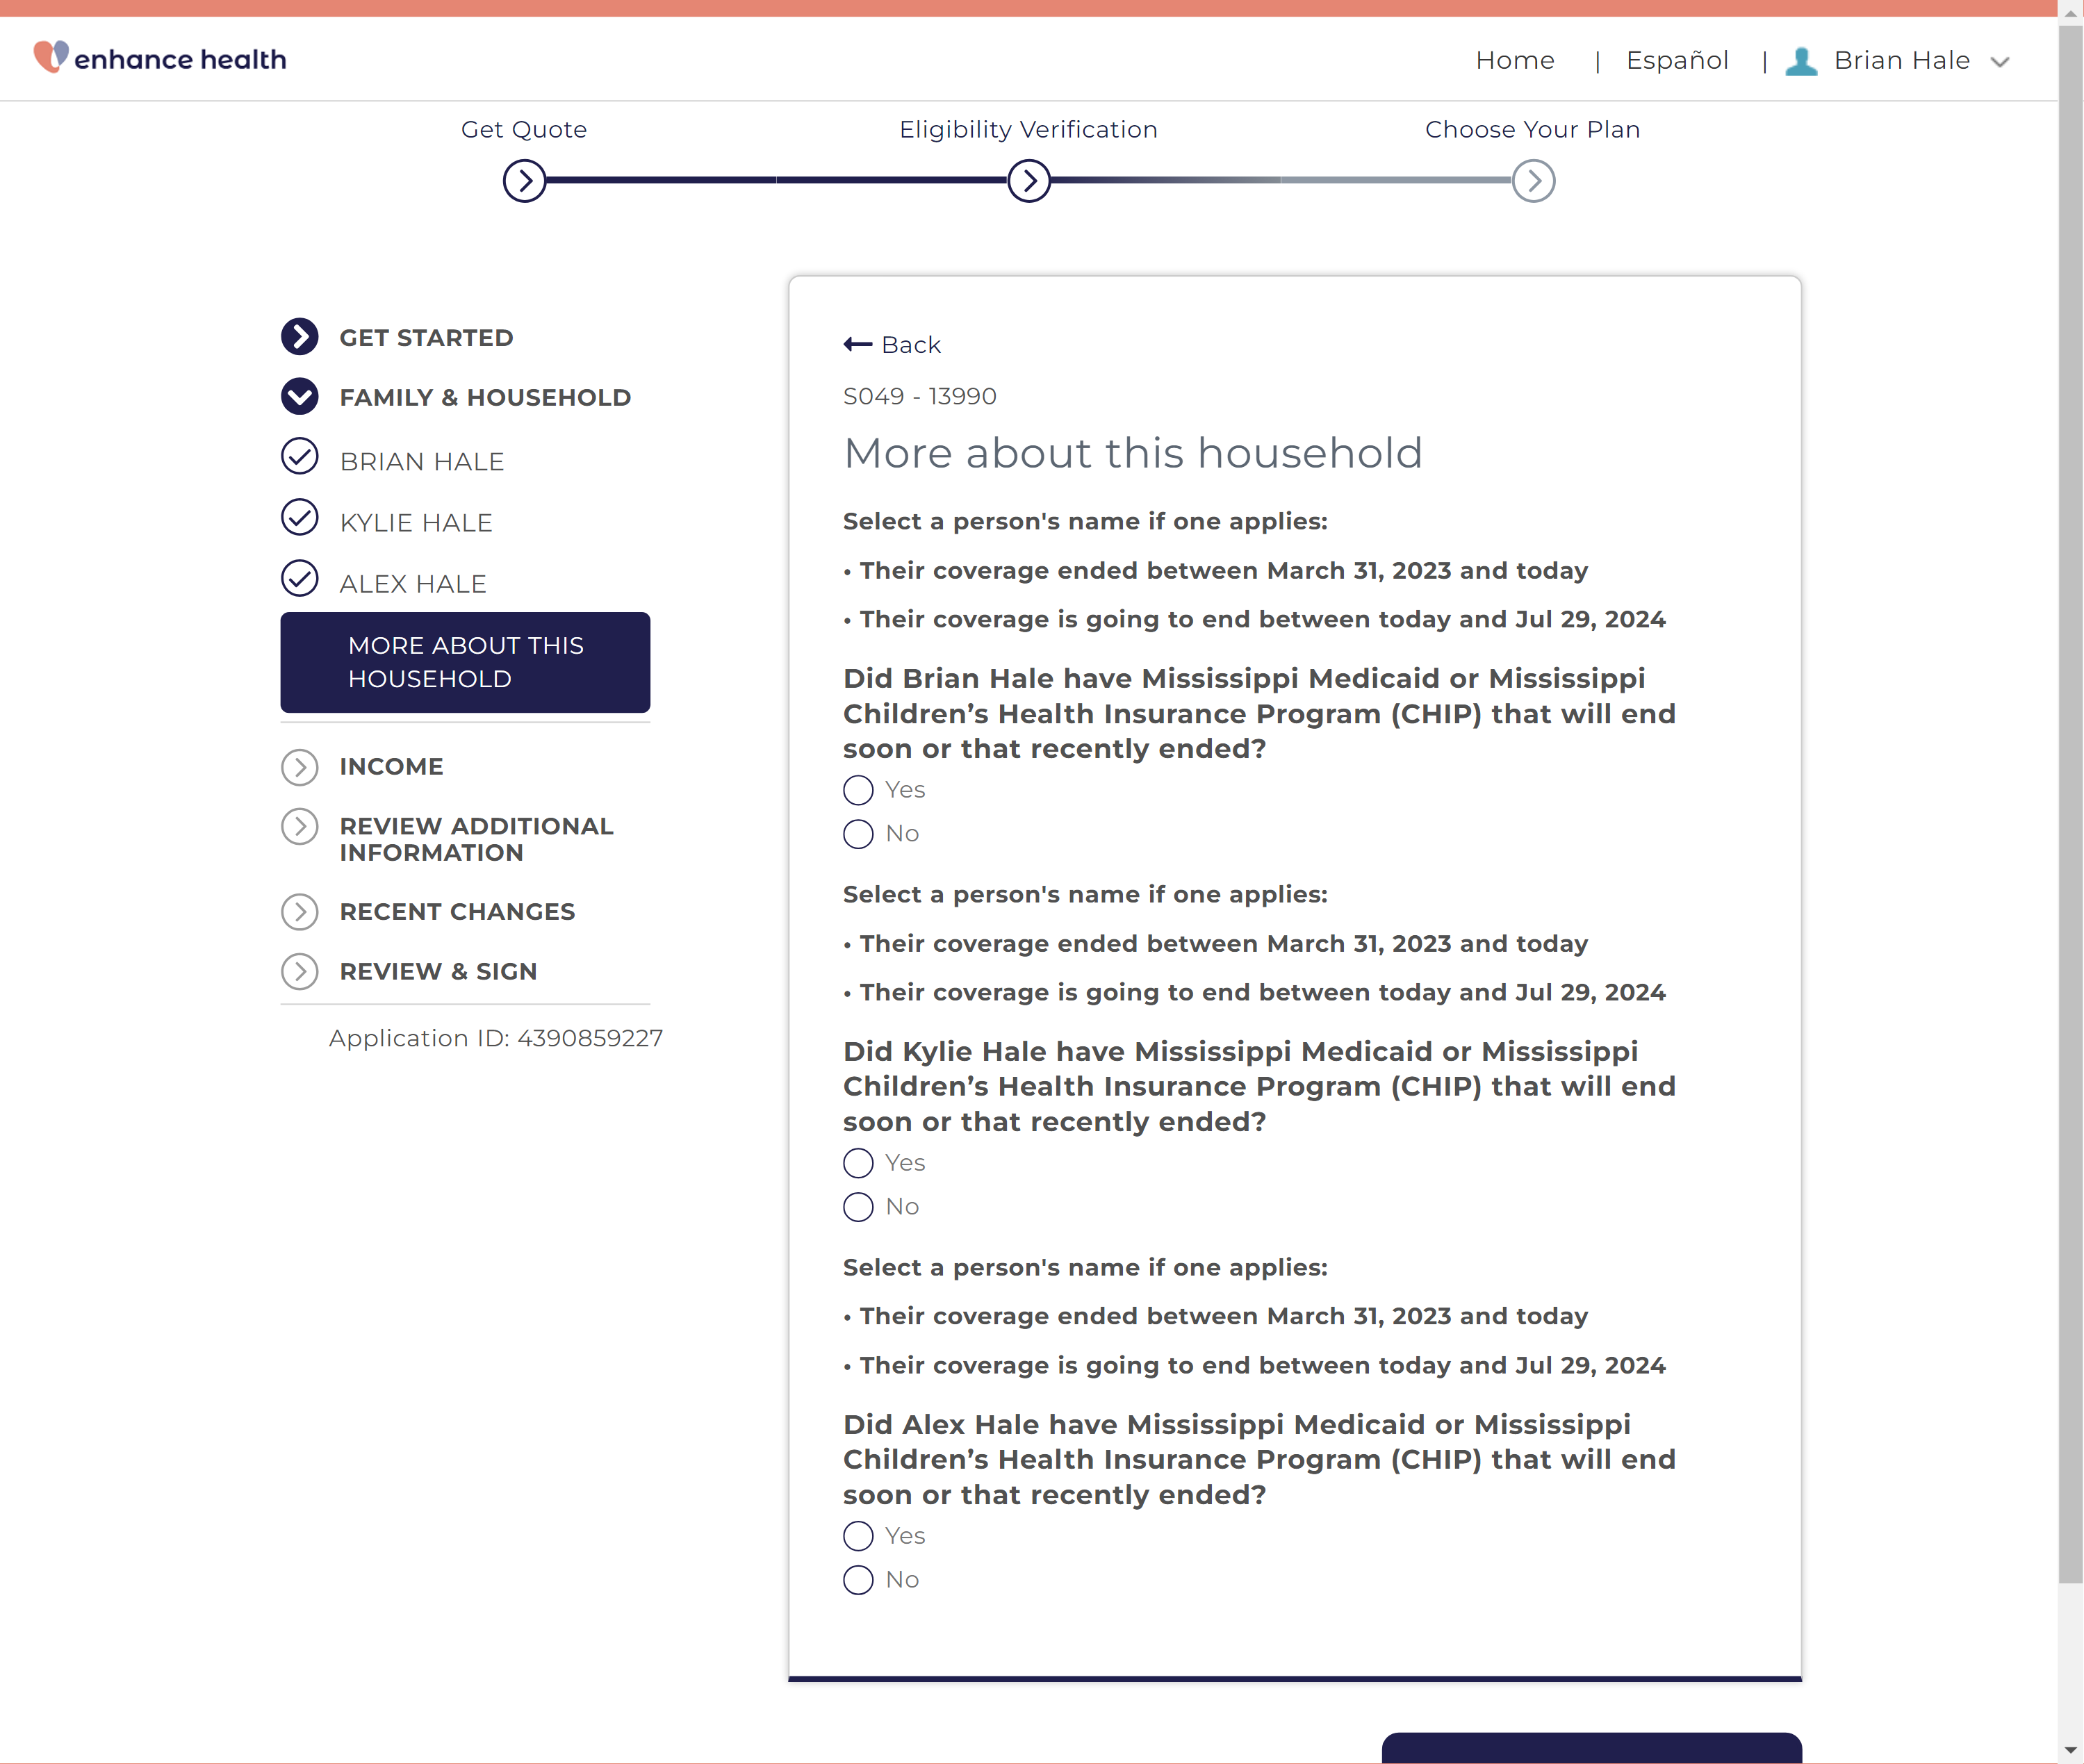 enhance health
Home | Español | Brian Hale
Get Quote
Eligibility Verification
Choose Your Plan
GET STARTED
FAMILY & HOUSEHOLD
BRIAN HALE
KYLIE HALE
ALEX HALE
MORE ABOUT THIS
HOUSEHOLD
INCOME
REVIEW ADDITIONAL
INFORMATION
RECENT CHANGES
REVIEW & SIGN
Application ID: 4390859227
Back
S049 - 13990
More about this household
Select a person's name if one applies:
• Their coverage ended between March 31, 2023 and today
• Their coverage is going to end between today and Jul 29, 2024
Did Brian Hale have Mississippi Medicaid or Mississippi
Children’s Health Insurance Program (CHIP) that will end
soon or that recently ended?
Yes
No
Select a person's name if one applies:
• Their coverage ended between March 31, 2023 and today
• Their coverage is going to end between today and Jul 29, 2024
Did Kylie Hale have Mississippi Medicaid or Mississippi
Children’s Health Insurance Program (CHIP) that will end
soon or that recently ended?
Yes
No
Select a person's name if one applies:
• Their coverage ended between March 31, 2023 and today
• Their coverage is going to end between today and Jul 29, 2024
Did Alex Hale have Mississippi Medicaid or Mississippi
Children’s Health Insurance Program (CHIP) that will end
soon or that recently ended?
Yes
No